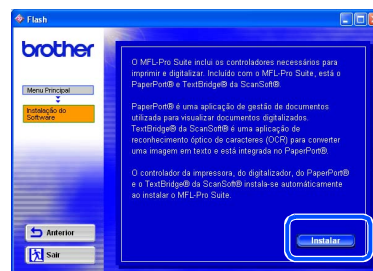 Flash
brother
Menu Principal
Instalação do
Software
O MFL-Pro Suite inclui os controladores necessários para
imprimir e digitalizar. Incluído com o MFL-Pro Suite, está o
PaperPort® e TextBridge® da ScanSoft®.
PaperPort® é uma aplicação de gestão de documentos
utilizada para visualizar documentos digitalizados.
TextBridge® da ScanSoft® é uma aplicação de
reconhecimento óptico de caracteres (OCR) para converter
uma imagem em texto e está integrada no PaperPort®.
O controlador da impressora, do digitalizador, do PaperPort®
e o TextBridge® da ScanSoft® instala-se automáticamente
ao instalar o MFL-Pro Suite.
Anterior
Sair
Instalar